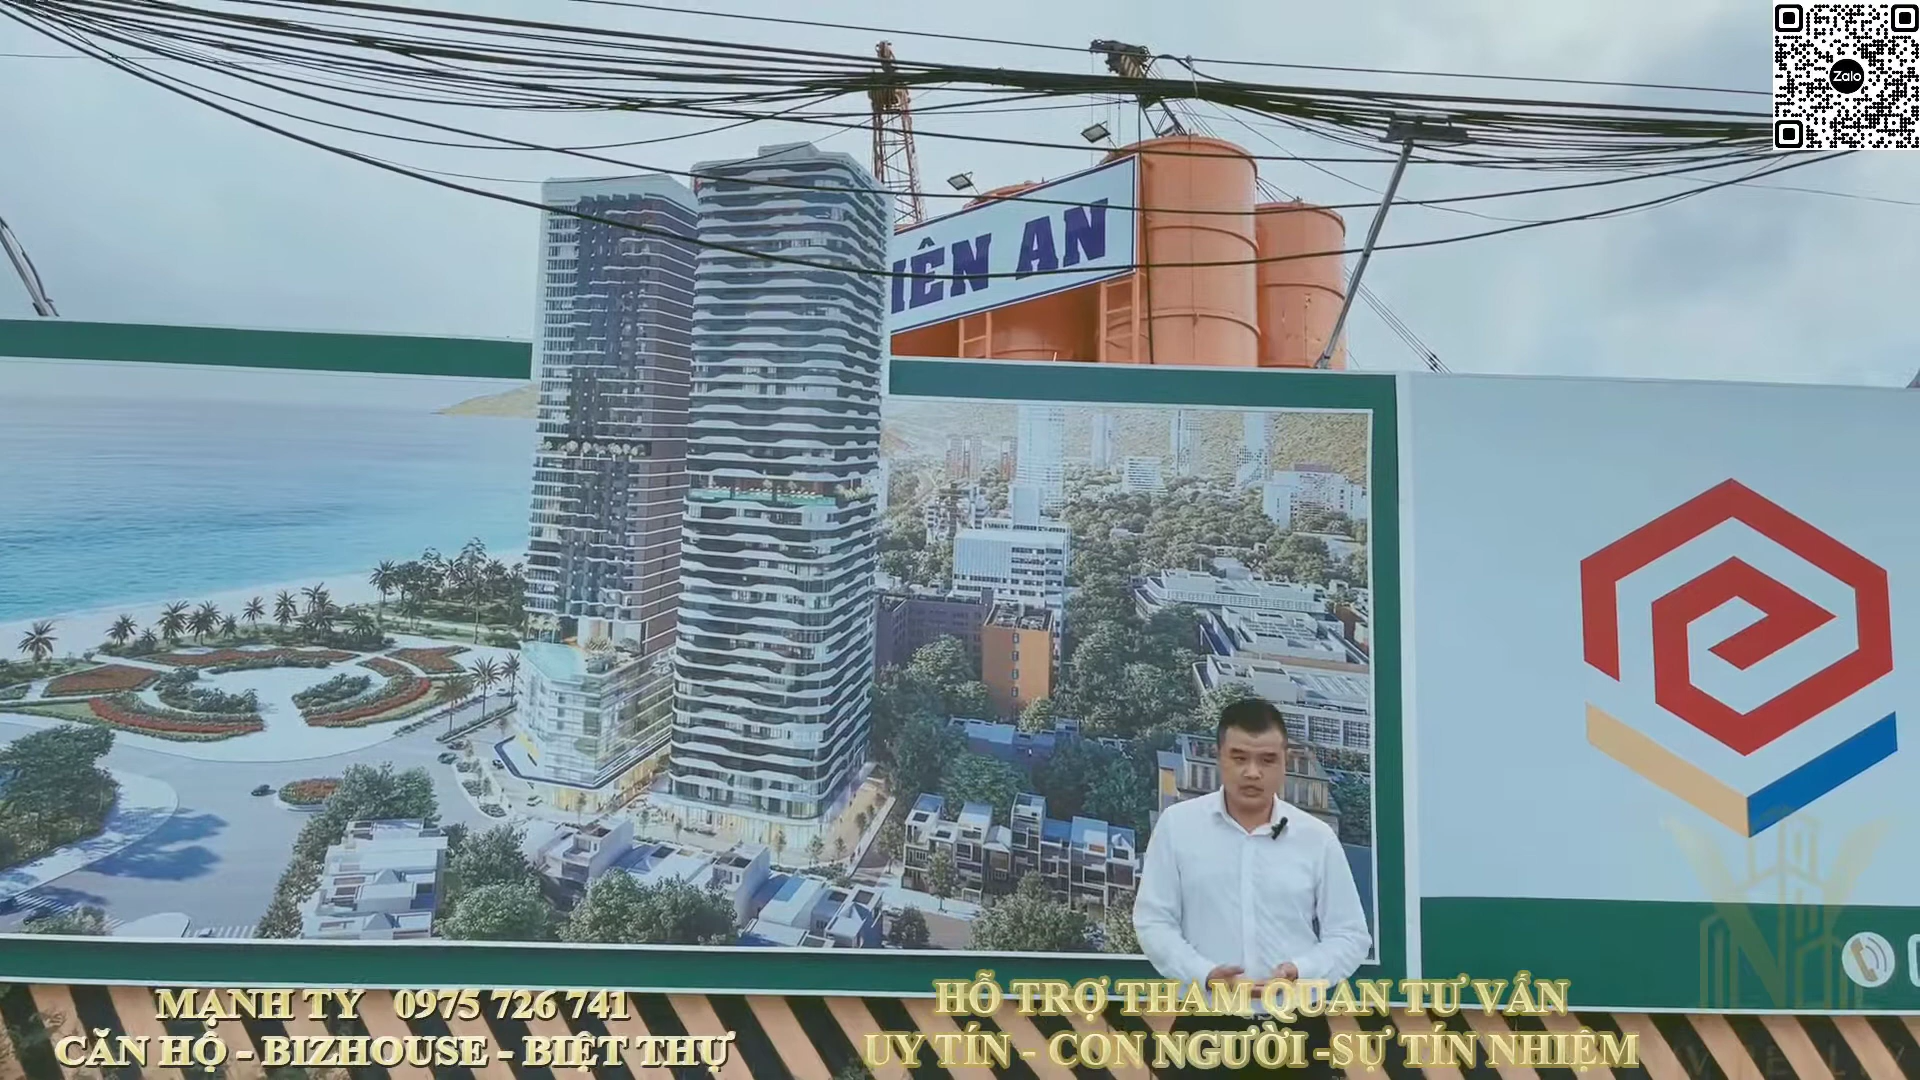 Zalo
IÊN AN
MẠNH TY 0975 726 741
CĂN HỘ - BIZHOUSE - BIỆT THỰ
HỖ TRỢ THAM QUAN TƯ VẤN
UY TÍN - CON NGƯỜI -SỰ TÍN NHIỆM